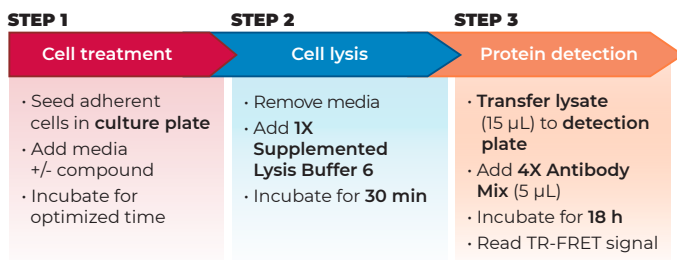 STEP 1
Cell treatment
· Seed adherent
cells in culture plate
· Add media
+/- compound
· Incubate for
optimized time
STEP 2
Cell lysis
· Remove media
· Add 1X
Supplemented
Lysis Buffer 6
· Incubate for 30 min
STEP 3
Protein detection
· Transfer lysate
(15 µL) to detection
plate
· Add 4X Antibody
Mix (5 µL)
· Incubate for 18 h
· Read TR-FRET signal